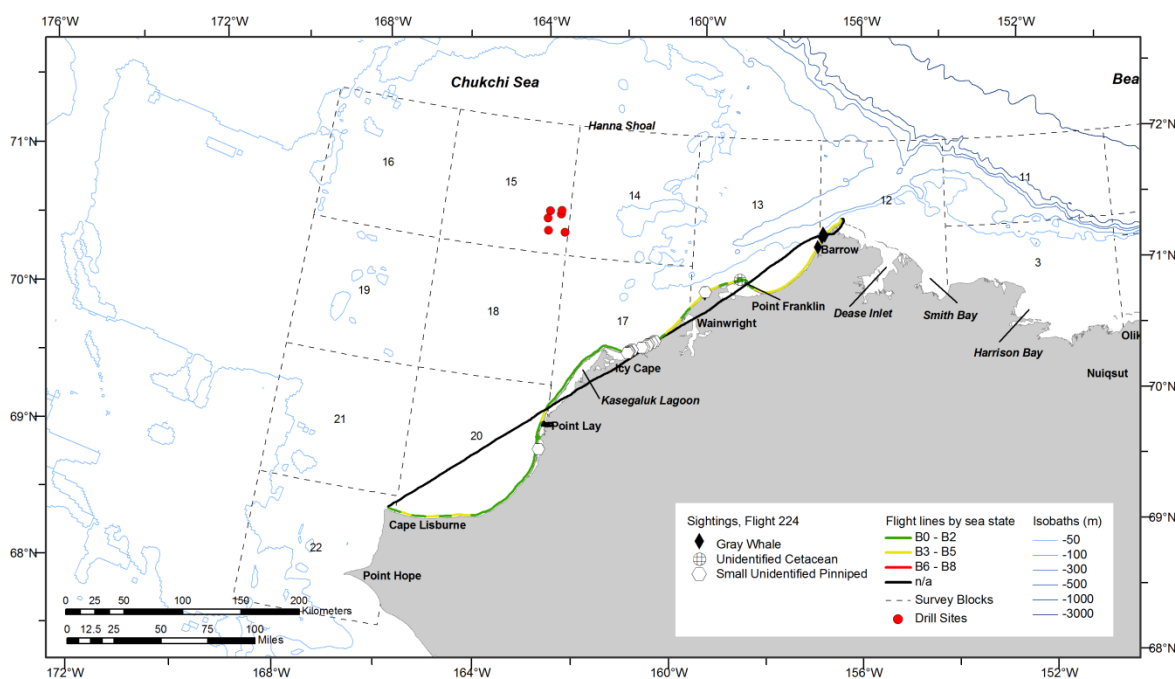 176°W 168°W 164°W 160°W 156°W 152°W
Chukchi Sea
Bea
72°N
71°N
Hanna Shoal
16
15
14
13
12
11
Barrow
71°N
3
70°N
19
18
17
Point Franklin
Wainwright
Dease Inlet
Smith Bay
Harrison Bay
Olik
Nuiqsut
Icy Cape
Kasegaluk Lagoon
70°N
69°N
21
20
Point Lay
Cape Lisburne
69°N
68°N
22
Point Hope
Sightings, Flight 224
Gray Whale
Unidentified Cetacean
Small Unidentified Pinniped
Flight lines by sea state
B0 - B2
B3 - B5
B6 - B8
n/a
Survey Blocks
Drill Sites
Isobaths (m)
-50
-100
-300
-500
-1000
-3000
0 25 50 100 150 200
Kilometers
0 12.5 25 50 75 100
Miles
68°N
172°W 168°W 164°W 160°W 156°W 152°W